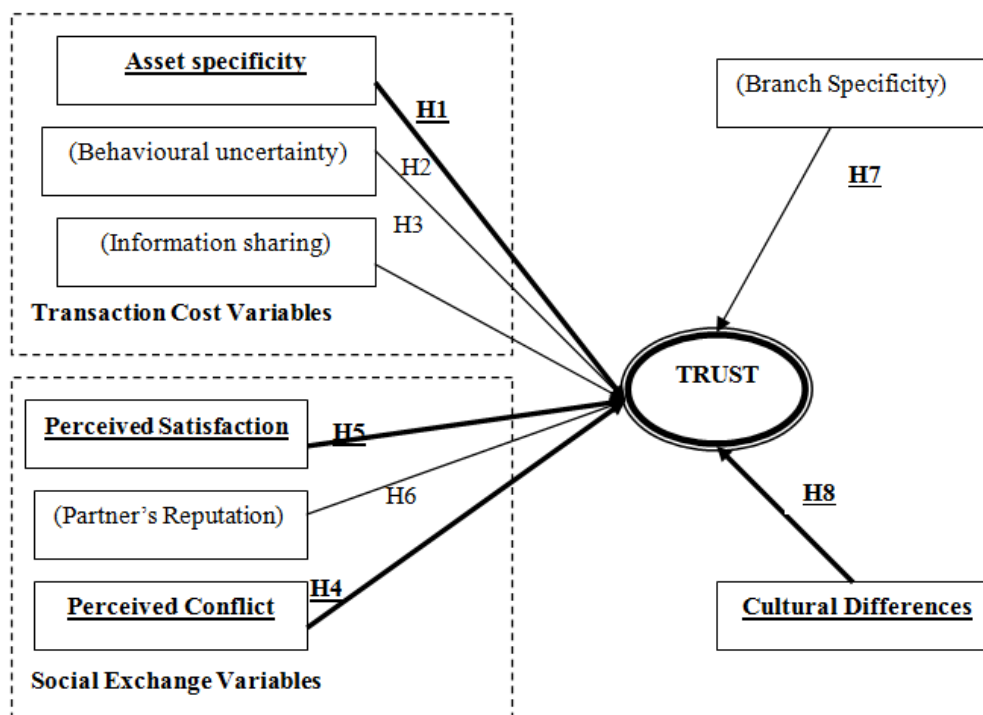 Asset specificity
H1
(Behavioural uncertainty)
H2
(Information sharing)
H3
Transaction Cost Variables
(Branch Specificity)
H7
TRUST
Perceived Satisfaction
H5
(Partner's Reputation)
H6
Perceived Conflict
H4
Social Exchange Variables
H8
Cultural Differences